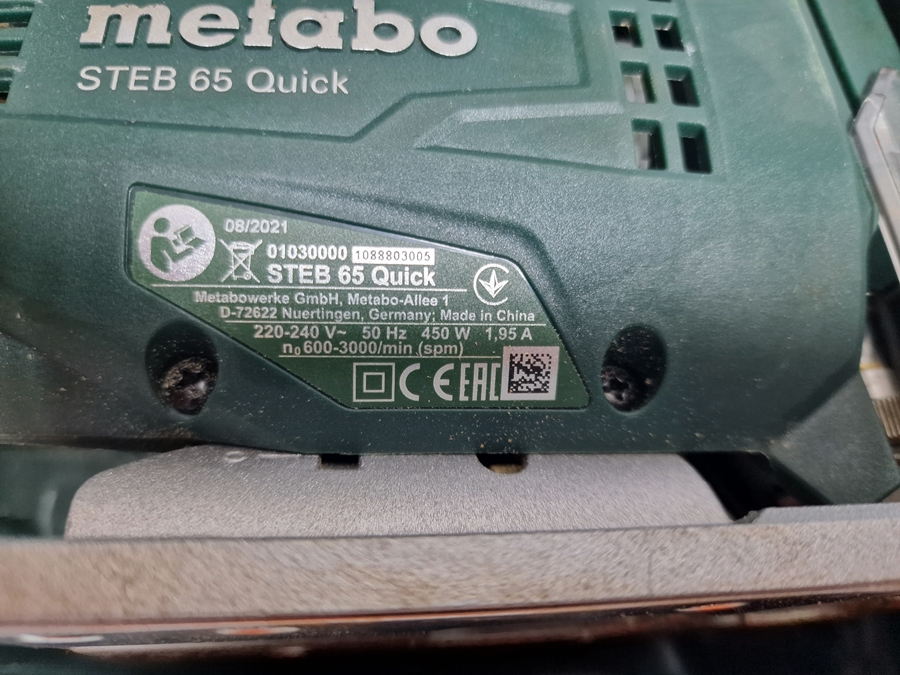 metabo
STEB 65 Quick
08/2021
01030000 1088803005
STEB 65 Quick
Metabowerke GmbH, Metabo-Allee 1
D-72622 Nuertingen, Germany; Made in China
220-240 V~ 50 Hz 450 W 1,95 A
n₀ 600-3000/min (spm)
CE EAC